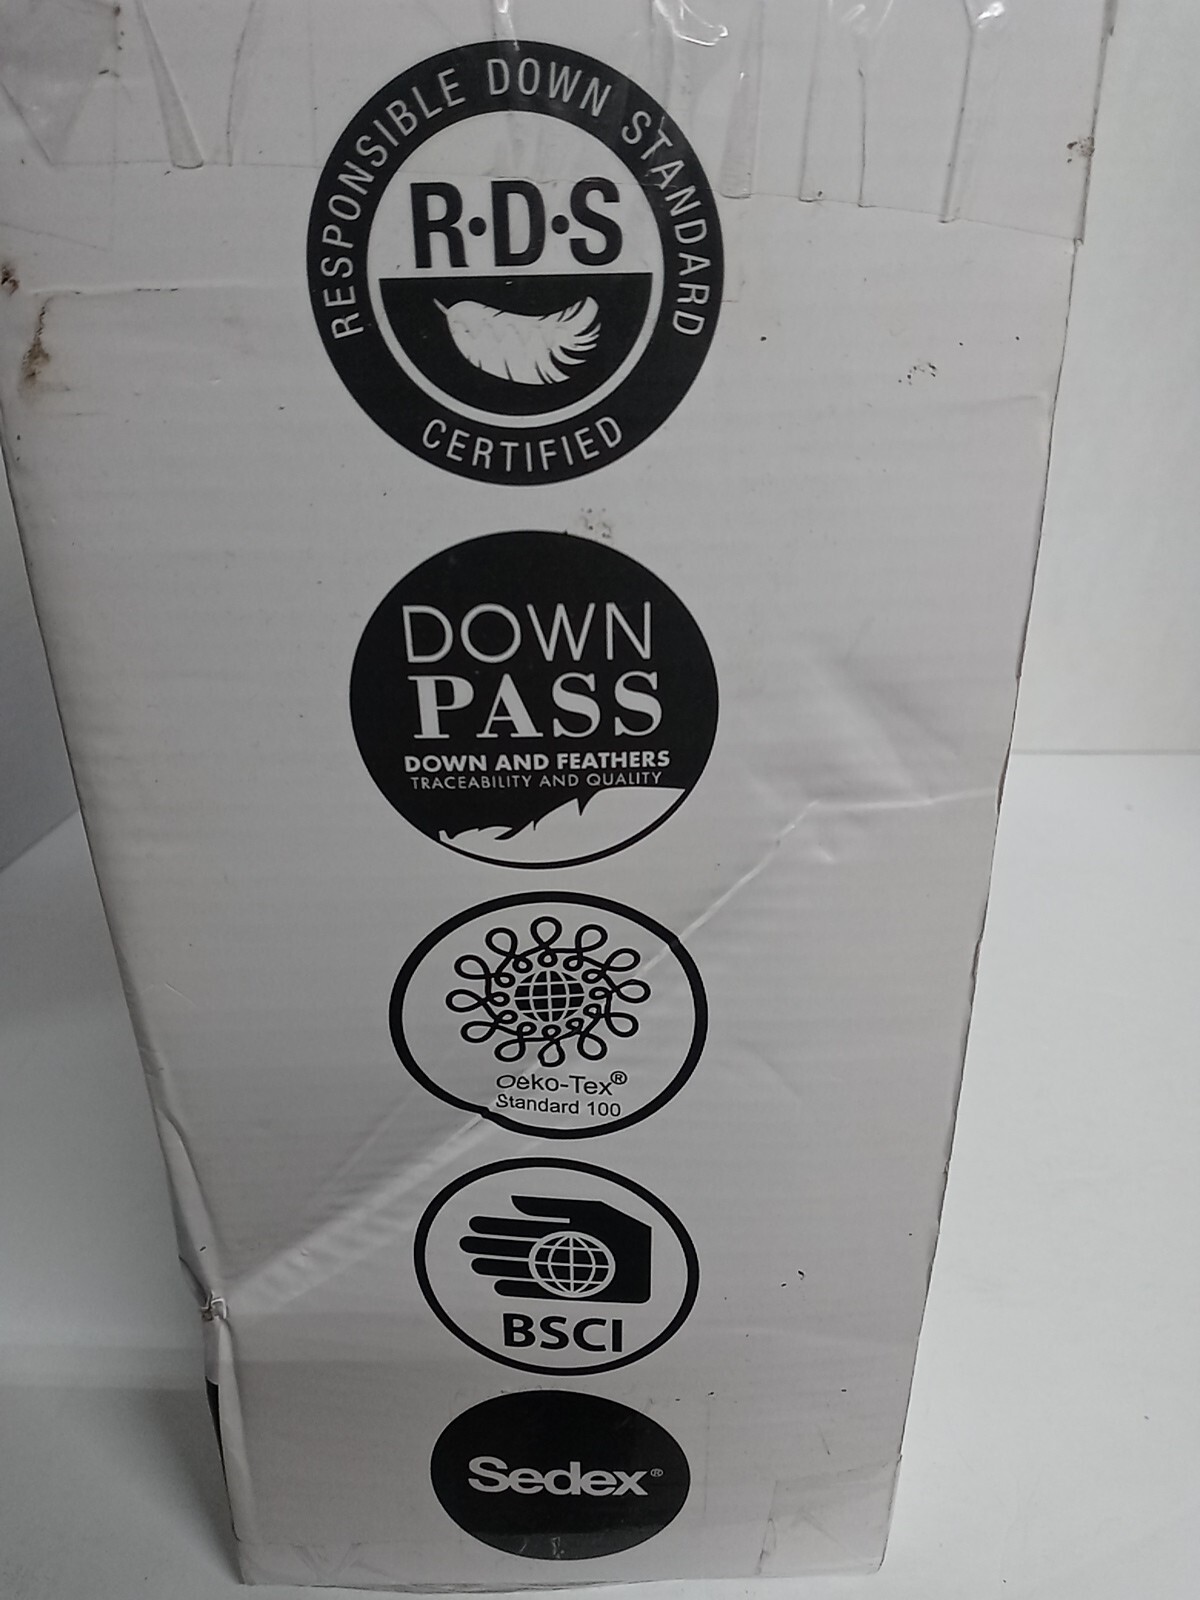 RESPONSIBLE DOWN STANDARD
R·D·S
CERTIFIED
DOWN
PASS
DOWN AND FEATHERS
TRACEABILITY AND QUALITY
Oeko-Tex®
Standard 100
BSCI
Sedex®